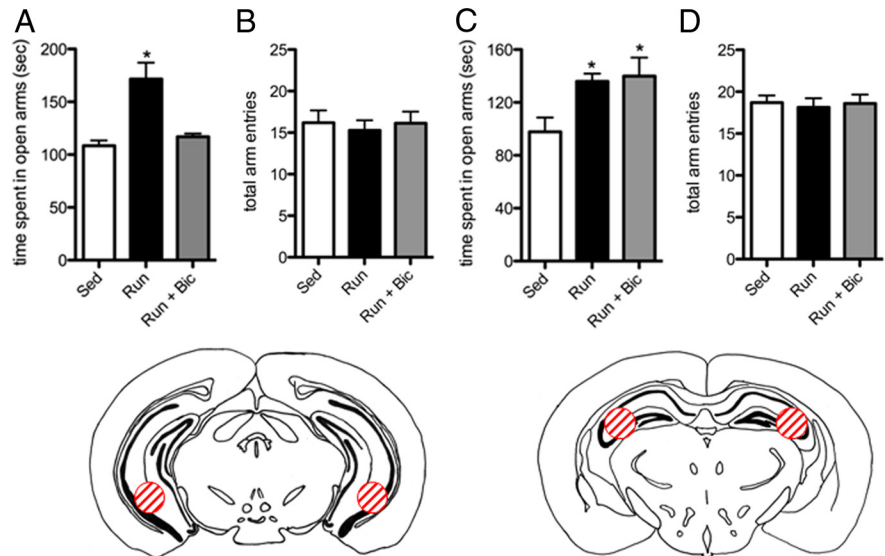 A
time spent in open arms (sec)
200
150
100
50
0
*
Sed
Run
Run + Bic
B
total arm entries
25
20
15
10
5
0
Sed
Run
Run + Bic
C
time spent in open arms (sec)
160
120
80
40
0
*
*
Sed
Run
Run + Bic
D
total arm entries
25
20
15
10
5
0
Sed
Run
Run + Bic